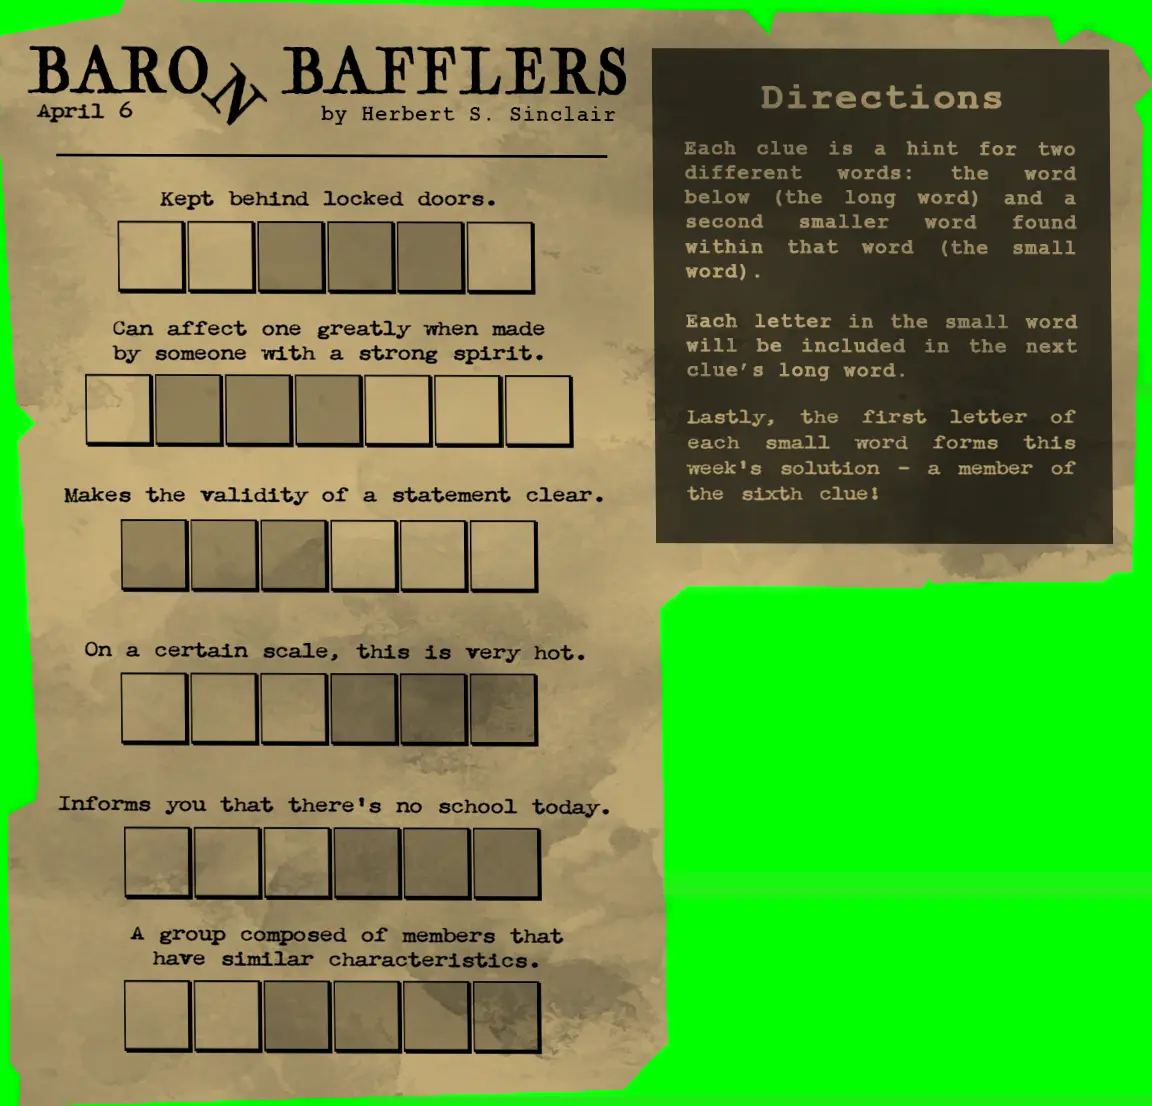 BARON BAFFLERS
April 6
by Herbert S. Sinclair
Kept behind locked doors.
Can affect one greatly when made
by someone with a strong spirit.
Makes the validity of a statement clear.
On a certain scale, this is very hot.
Informs you that there's no school today.
A group composed of members that
have similar characteristics.
Directions
Each clue is a hint for two
different words: the word
below (the long word) and a
second smaller word found
within that word (the small
word).
Each letter in the small word
will be included in the next
clue's long word.
Lastly, the first letter of
each small word forms this
week's solution - a member of
the sixth clue!